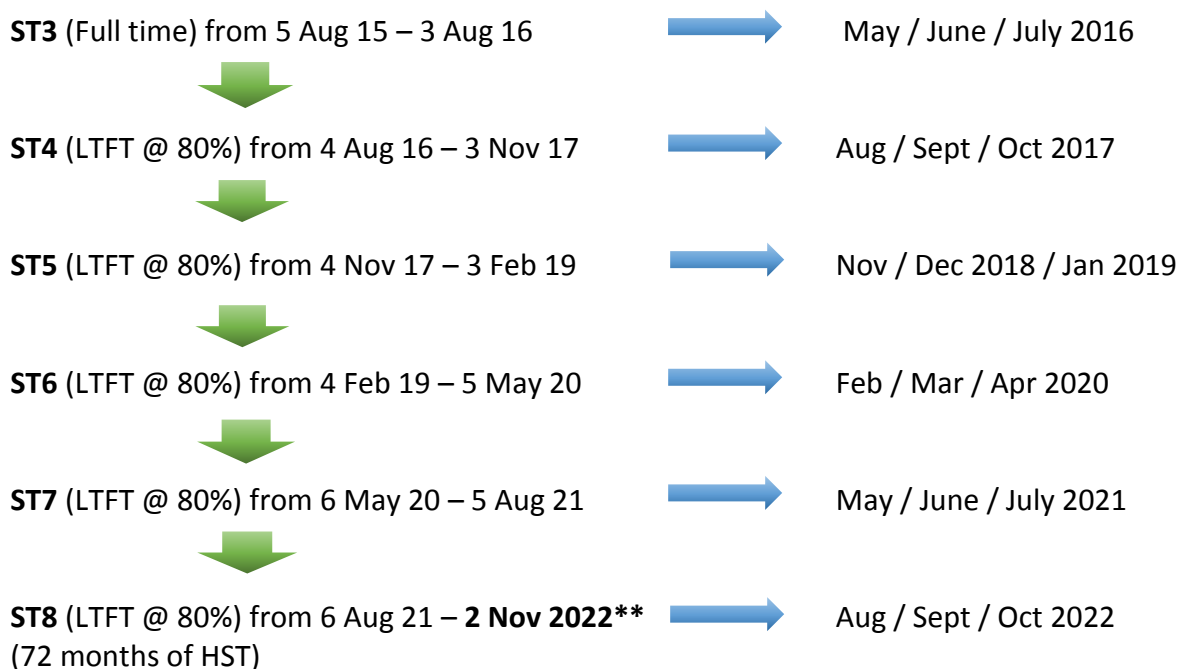 ST3 (Full time) from 5 Aug 15 – 3 Aug 16 May / June / July 2016
ST4 (LTFT @ 80%) from 4 Aug 16 – 3 Nov 17 Aug / Sept / Oct 2017
ST5 (LTFT @ 80%) from 4 Nov 17 – 3 Feb 19 Nov / Dec 2018 / Jan 2019
ST6 (LTFT @ 80%) from 4 Feb 19 – 5 May 20 Feb / Mar / Apr 2020
ST7 (LTFT @ 80%) from 6 May 20 – 5 Aug 21 May / June / July 2021
ST8 (LTFT @ 80%) from 6 Aug 21 – 2 Nov 2022** Aug / Sept / Oct 2022
(72 months of HST)